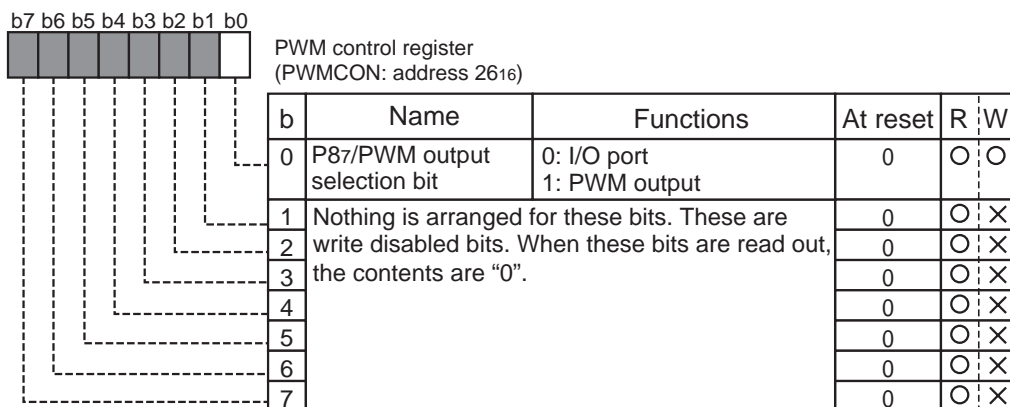 b7 b6 b5 b4 b3 b2 b1 b0
PWM control register
(PWMCON: address 2616)
b Name Functions At reset R W
0 P87/PWM output selection bit 0: I/O port 1: PWM output 0 O O
1 Nothing is arranged for these bits. These are 0 O ×
2 write disabled bits. When these bits are read out, 0 O ×
3 the contents are “0”. 0 O ×
4 0 O ×
5 0 O ×
6 0 O ×
7 0 O ×